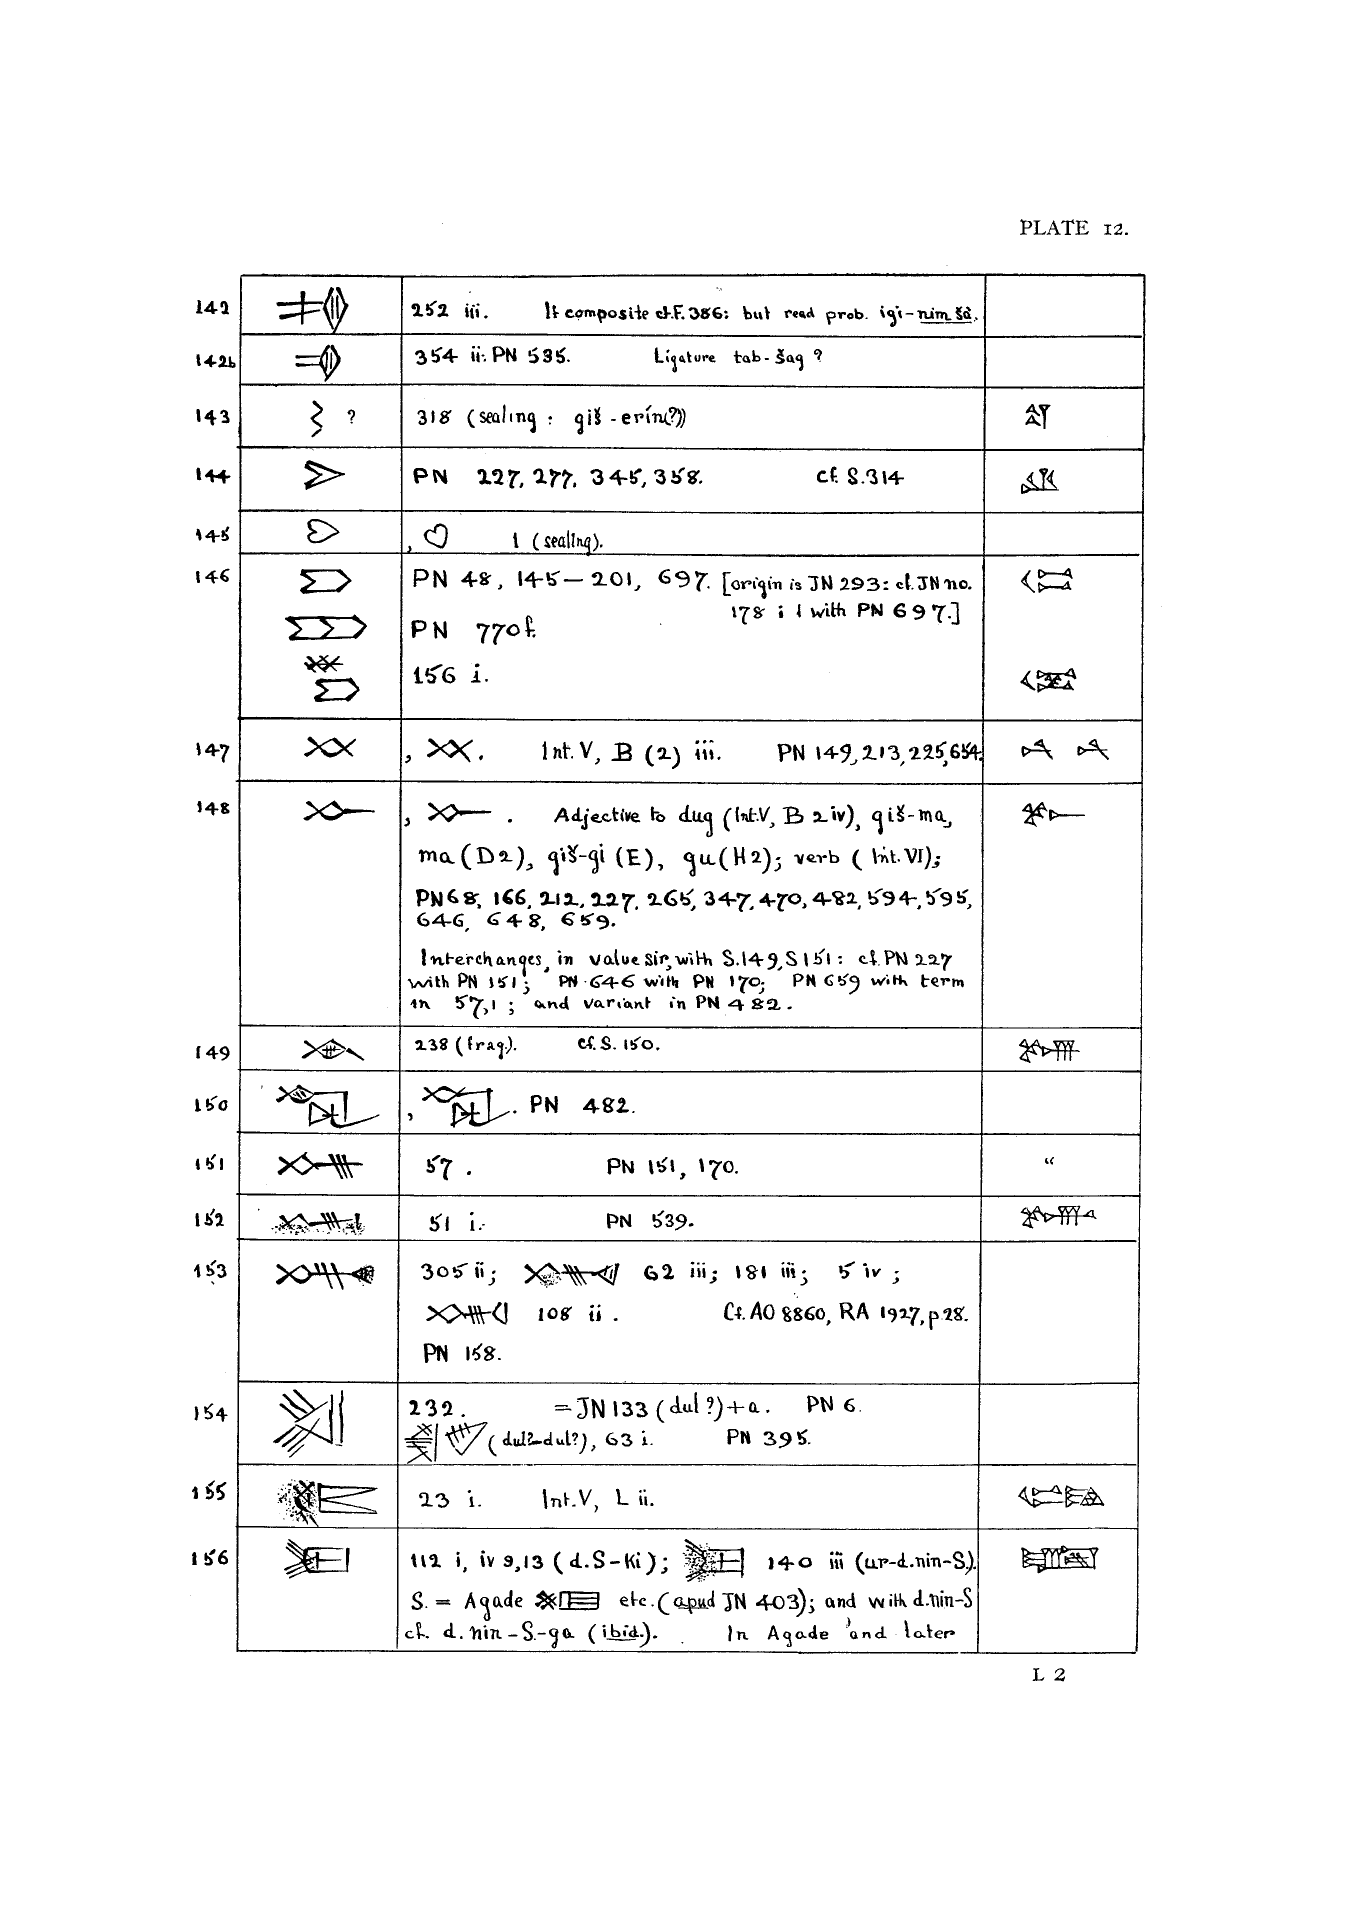 PLATE 12.
142 252 iii. If composite cf. F. 386: but read prob. igi-nim šà.
142b 354 ii. PN 535. Ligature tab-šag ?
143 ? 318 (sealing : giš-erín(?))
144 PN 227, 277, 345, 358. cf. S. 314
145 , 1 (sealing).
146 PN 48, 145–201, 697. [origin is JN 293: cf. JN no.
178 i 1 with PN 697.]
PN 770 f.
156 i.
147 , . Int. V, B (2) iii. PN 149, 213, 225, 654.
148 , . Adjective to dug (Int. V, B 2 iv), giš-ma,
ma (D2), giš-gi (E), gu (H2); verb (Int. VI);
PN 68, 166, 212, 227, 265, 347, 470, 482, 594, 595,
646, 648, 659.
Interchanges, in value sir, with S. 149, S 151: cf. PN 227
with PN 151; PN 646 with PN 170; PN 659 with term
in 57, 1; and variant in PN 482.
149 238 (frag.). cf. S. 150.
150 , . PN 482.
151 57. PN 151, 170. "
152 51 i. PN 539.
153 305 ii; 62 iii; 181 iii; 5 iv;
108 ii. Cf. AO 8860, RA 1927, p 28.
PN 158.
154 232. = JN 133 (dul ?) + a. PN 6.
(dul?-dul?), 63 i. PN 395.
155 23 i. Int. V, L ii.
156 112 i, iv 9, 13 (d. S-ki); 140 iii (ur-d. nin-S.).
S. = Agade etc. (apud JN 403); and with d. nin-S
cf. d. nin-S.-ga (ibid.). In Agade and later
L 2